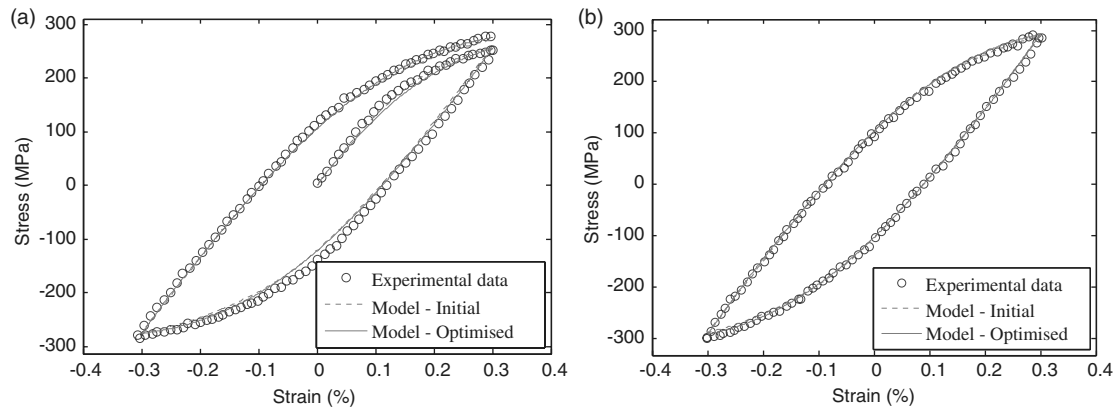 (a)
300
200
100
0
-100
-200
-300
Stress (MPa)
Experimental data
Model - Initial
Model - Optimised
-0.4
-0.3
-0.2
-0.1
0
0.1
0.2
0.3
0.4
Strain (%)
(b)
300
200
100
0
-100
-200
-300
Stress (MPa)
Experimental data
Model - Initial
Model - Optimised
-0.4
-0.3
-0.2
-0.1
0
0.1
0.2
0.3
0.4
Strain (%)